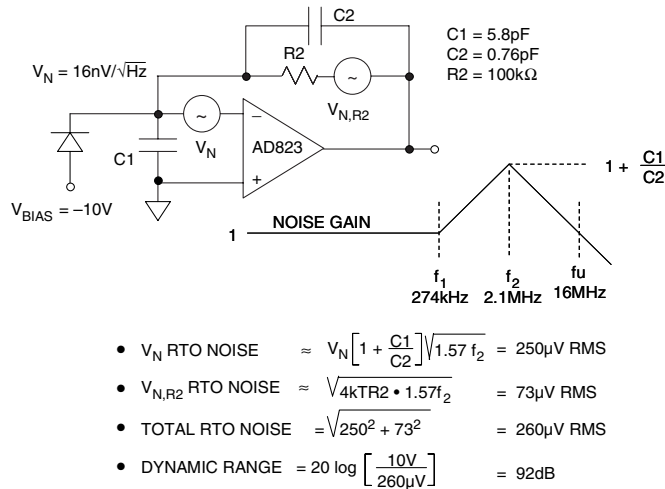 C2
R2
V_N,R2
V_N = 16nV/√Hz
C1 = 5.8pF
C2 = 0.76pF
R2 = 100kΩ
C1
V_N
−
+
AD823
V_BIAS = −10V
1 + C1/C2
1
NOISE GAIN
f_1
274kHz
f_2
2.1MHz
fu
16MHz
• V_N RTO NOISE ≈ V_N [1 + C1/C2] √1.57 f_2 = 250µV RMS
• V_N,R2 RTO NOISE ≈ √4kTR2 • 1.57f_2 = 73µV RMS
• TOTAL RTO NOISE = √250² + 73² = 260µV RMS
• DYNAMIC RANGE = 20 log [10V/260µV] = 92dB